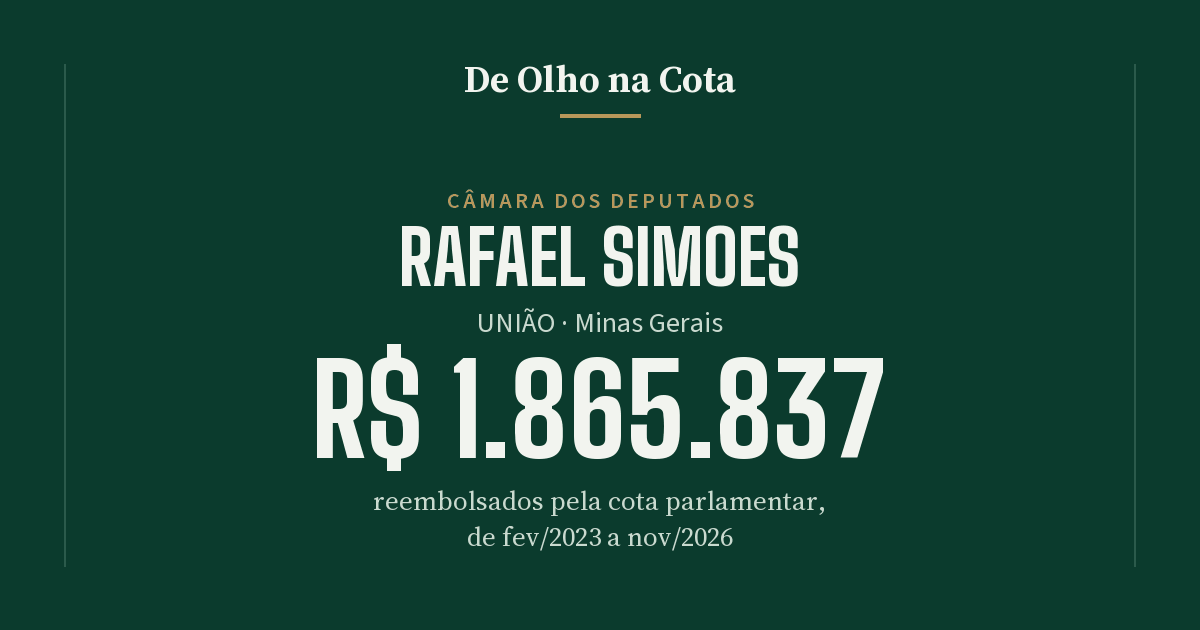 De Olho na Cota
CÂMARA DOS DEPUTADOS
RAFAEL SIMOES
UNIÃO · Minas Gerais
R$ 1.865.837
reembolsados pela cota parlamentar,
de fev/2023 a nov/2026